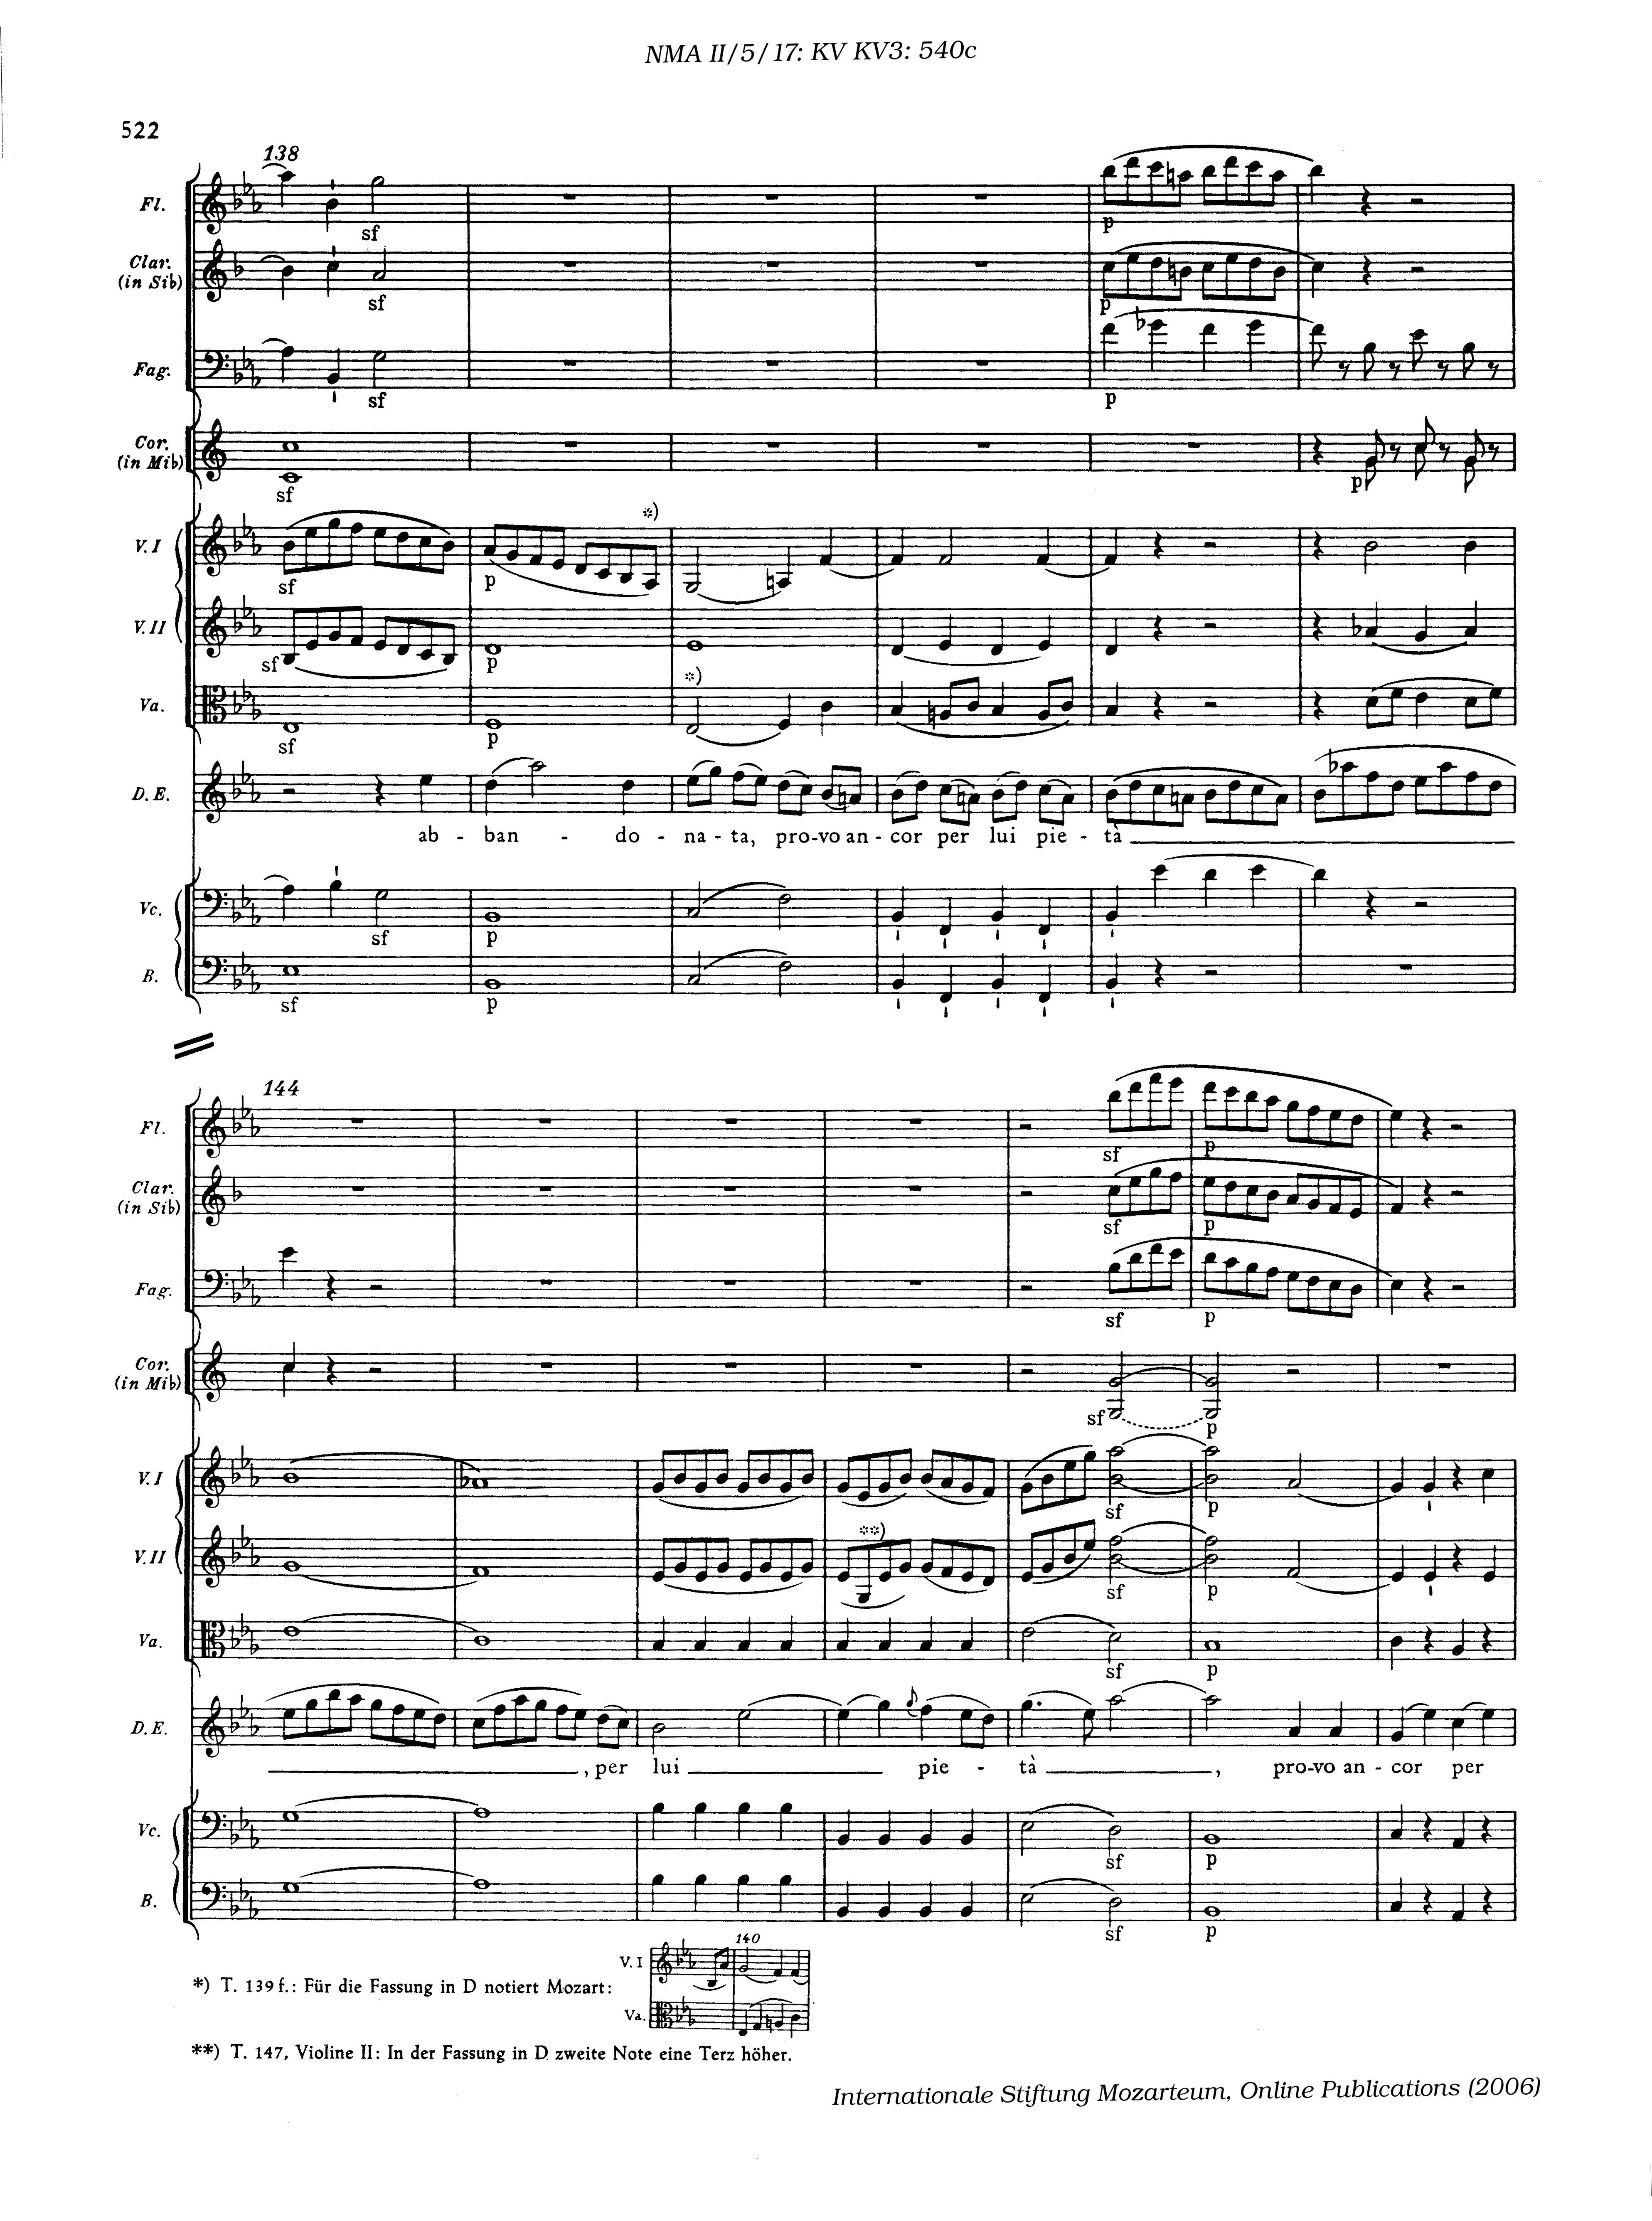 NMA II/5/17: KV KV3: 540c
522
138
Fl.
sf
p
Clar.
(in Si♭)
sf
p
Fag.
sf
p
Cor.
(in Mi♭)
sf
p
*)
V. I
sf
p
V. II
sf
p
*)
Va.
sf
p
D. E.
ab - ban - do - na - ta, pro-vo an - cor per lui pie - tà
Vc.
sf
p
B.
sf
p
144
Fl.
sf
p
Clar.
(in Si♭)
sf
p
Fag.
sf
p
Cor.
(in Mi♭)
sf
p
V. I
sf
p
**)
V. II
sf
p
Va.
sf
p
D. E.
, per lui pie - tà , pro-vo an - cor per
Vc.
sf
p
B.
sf
p
140
V. I
*) T. 139 f.: Für die Fassung in D notiert Mozart:
Va.
**) T. 147, Violine II: In der Fassung in D zweite Note eine Terz höher.
Internationale Stiftung Mozarteum, Online Publications (2006)